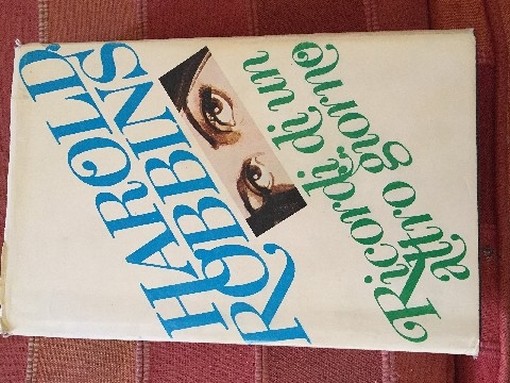 HAROLD
ROBBINS
Ricordi di un
altro giorno